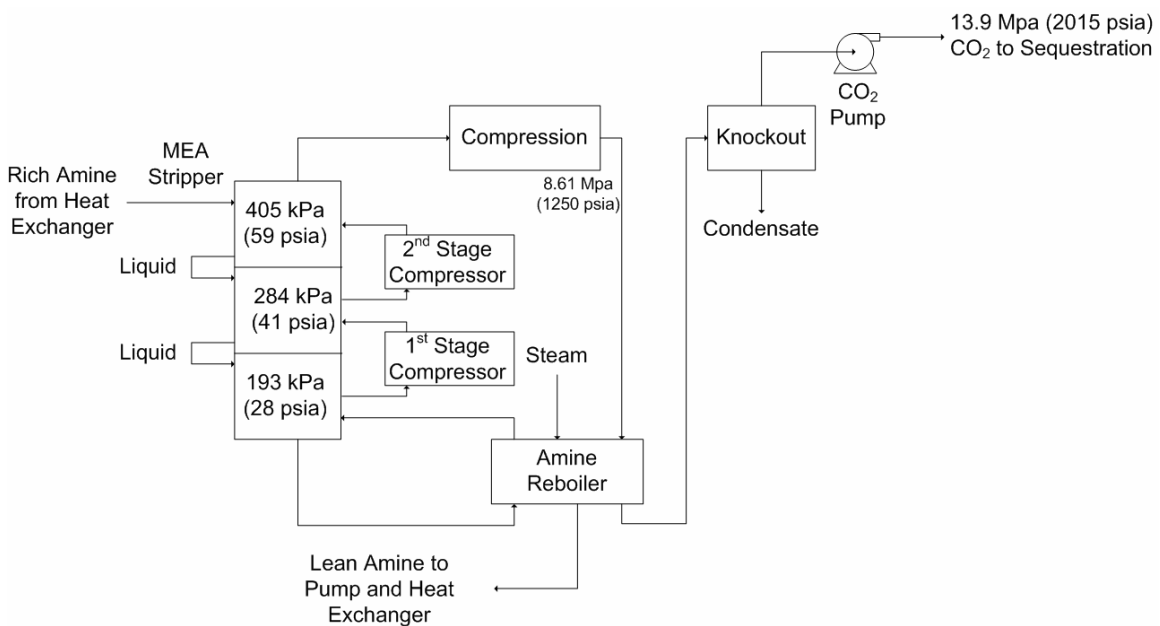 13.9 Mpa (2015 psia)
CO₂ to Sequestration
CO₂
Pump
Compression
Knockout
MEA
Stripper
Rich Amine
from Heat
Exchanger
8.61 Mpa
(1250 psia)
405 kPa
(59 psia)
Condensate
2nd Stage
Compressor
Liquid
284 kPa
(41 psia)
1st Stage
Compressor
Liquid
Steam
193 kPa
(28 psia)
Amine
Reboiler
Lean Amine to
Pump and Heat
Exchanger